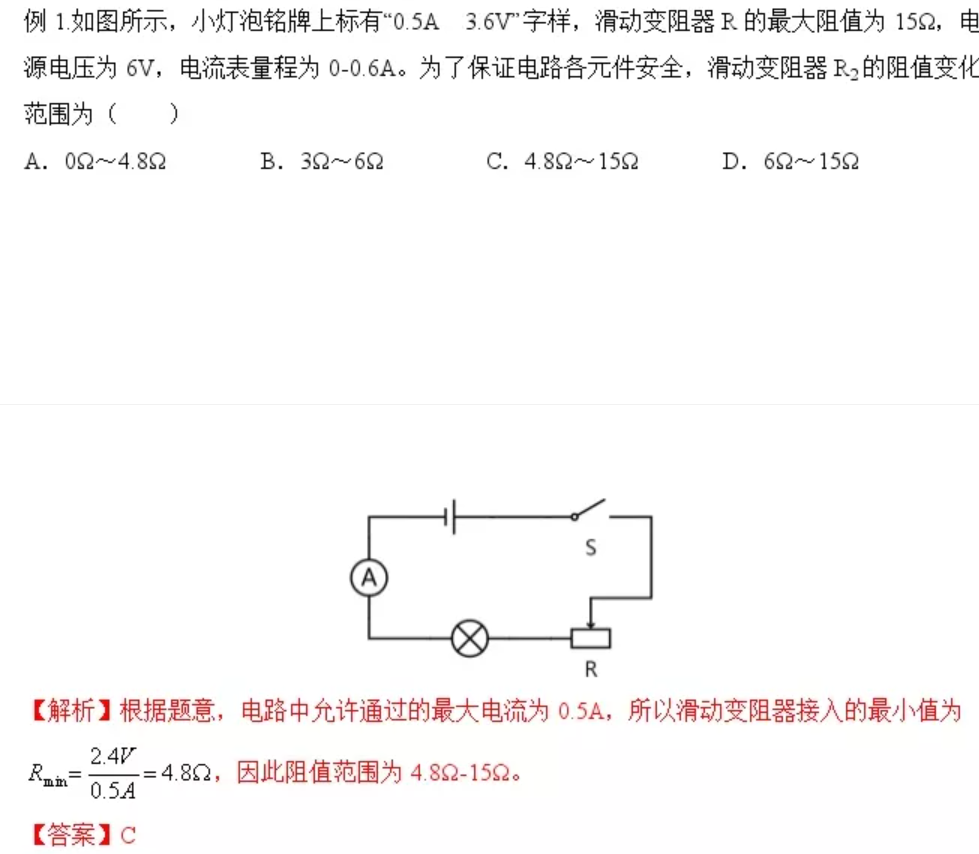 例 1.如图所示，小灯泡铭牌上标有“0.5A 3.6V”字样，滑动变阻器 R 的最大阻值为 15Ω，电
源电压为 6V，电流表量程为 0-0.6A。为了保证电路各元件安全，滑动变阻器 R₂的阻值变化
范围为（ ）
A．0Ω～4.8Ω B．3Ω～6Ω C．4.8Ω～15Ω D．6Ω～15Ω
S
A
R
【解析】根据题意，电路中允许通过的最大电流为 0.5A，所以滑动变阻器接入的最小值为
R_min=2.4V/0.5A=4.8Ω，因此阻值范围为 4.8Ω-15Ω。
【答案】C